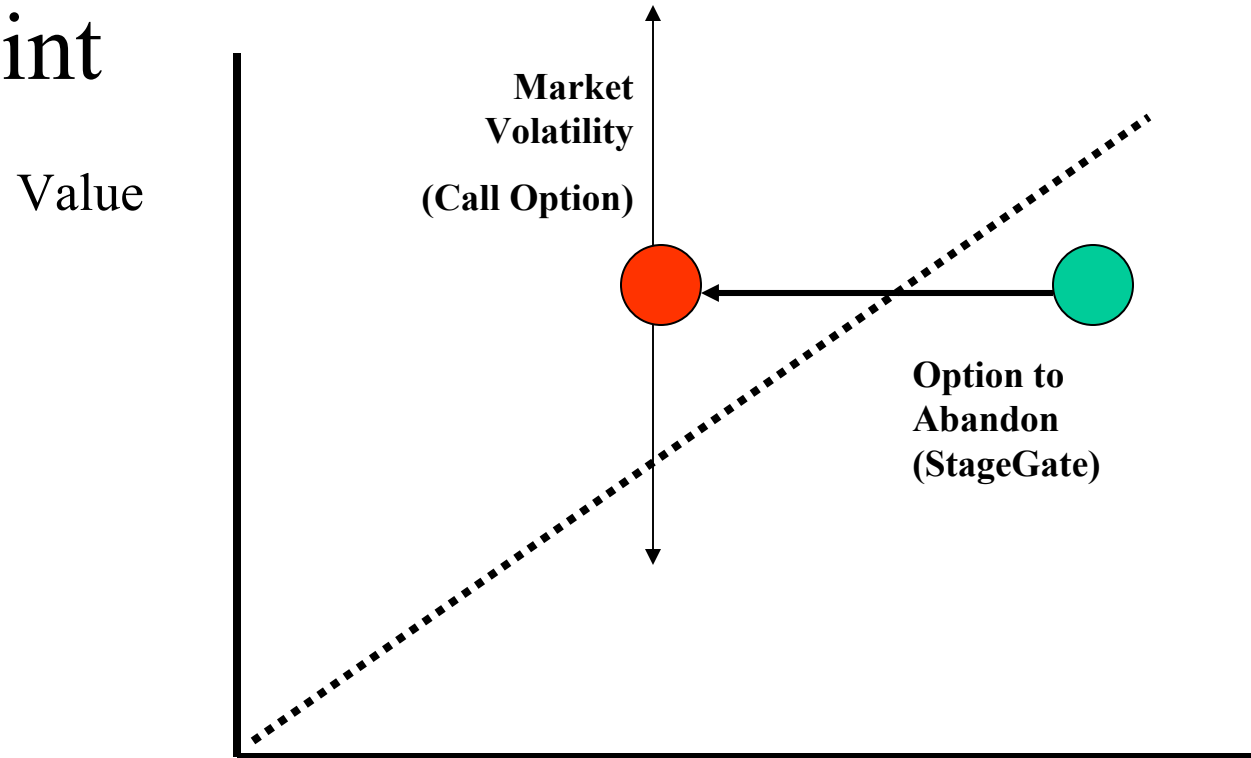 int
Market
Volatility
(Call Option)
Value
Option to
Abandon
(StageGate)